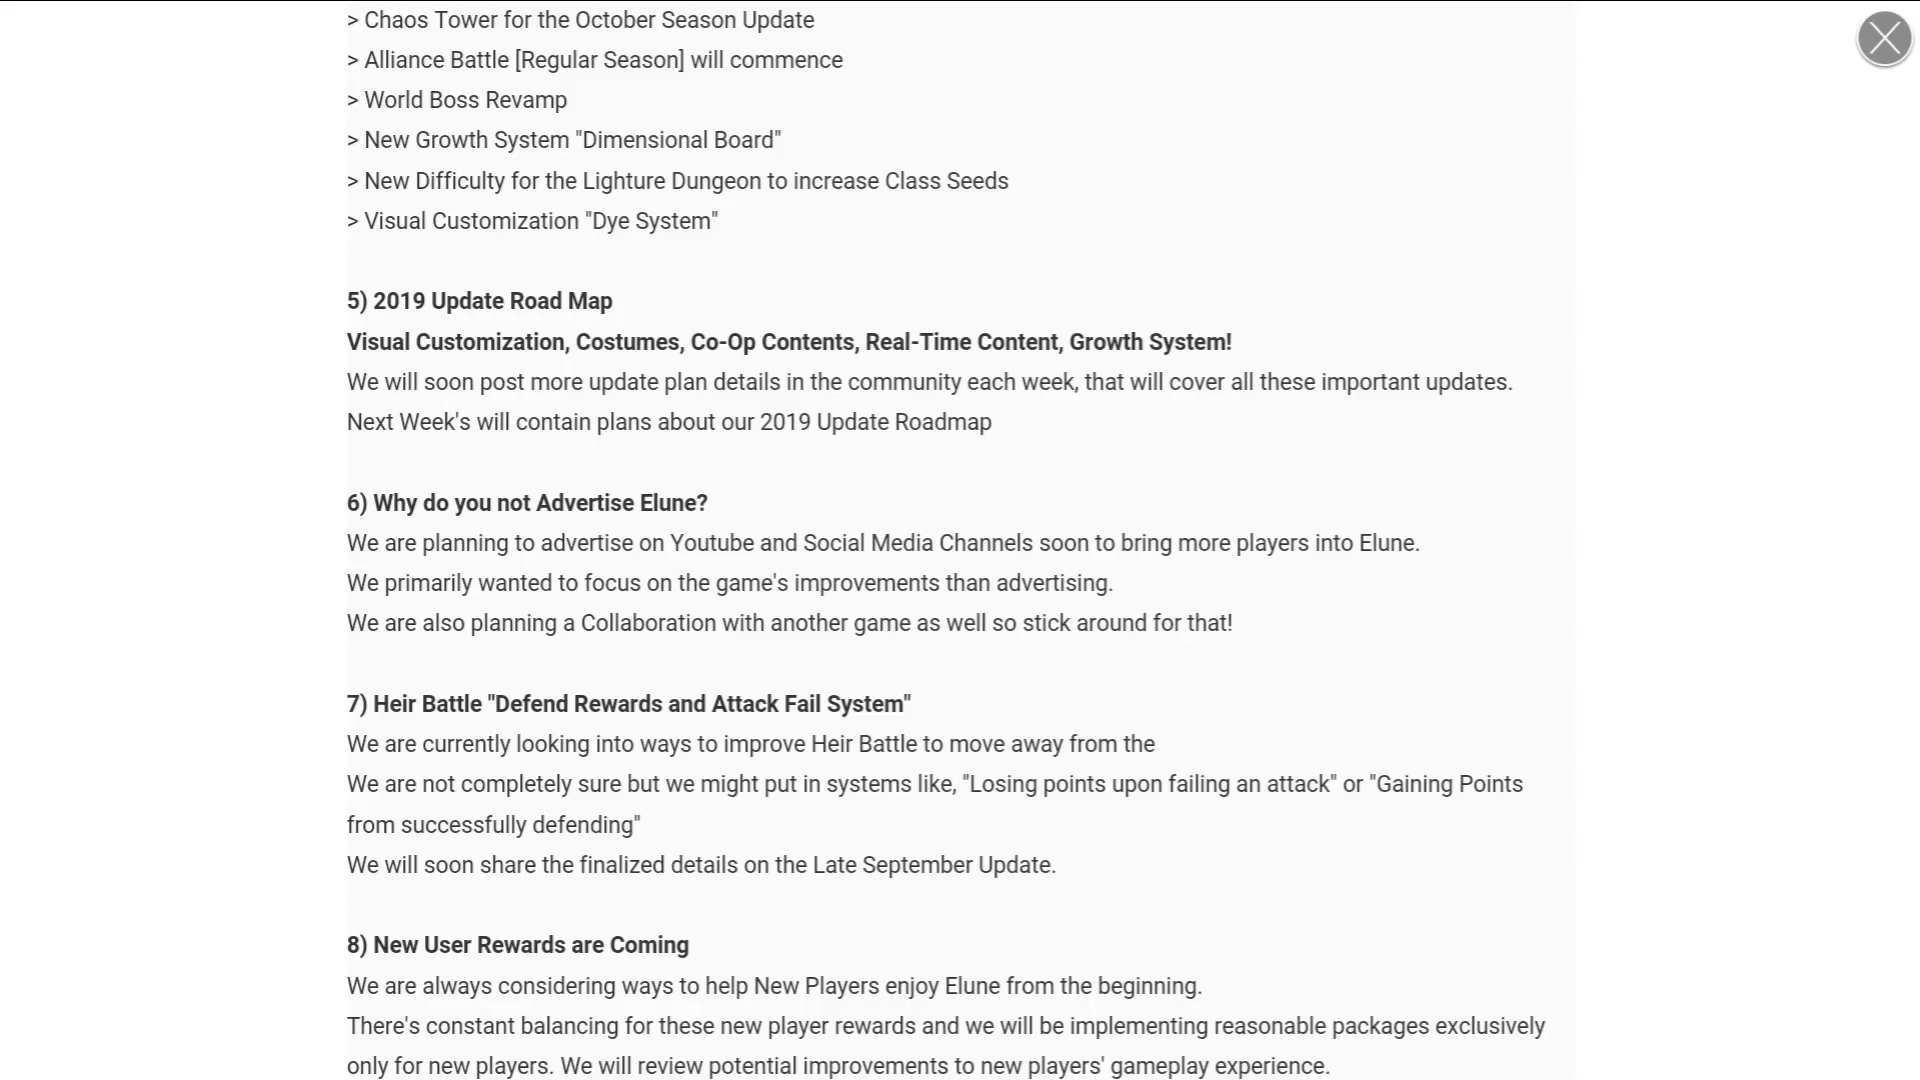 > Chaos Tower for the October Season Update
> Alliance Battle [Regular Season] will commence
> World Boss Revamp
> New Growth System "Dimensional Board"
> New Difficulty for the Lighture Dungeon to increase Class Seeds
> Visual Customization "Dye System"
5) 2019 Update Road Map
Visual Customization, Costumes, Co-Op Contents, Real-Time Content, Growth System!
We will soon post more update plan details in the community each week, that will cover all these important updates.
Next Week's will contain plans about our 2019 Update Roadmap
6) Why do you not Advertise Elune?
We are planning to advertise on Youtube and Social Media Channels soon to bring more players into Elune.
We primarily wanted to focus on the game's improvements than advertising.
We are also planning a Collaboration with another game as well so stick around for that!
7) Heir Battle "Defend Rewards and Attack Fail System"
We are currently looking into ways to improve Heir Battle to move away from the
We are not completely sure but we might put in systems like, "Losing points upon failing an attack" or "Gaining Points
from successfully defending"
We will soon share the finalized details on the Late September Update.
8) New User Rewards are Coming
We are always considering ways to help New Players enjoy Elune from the beginning.
There's constant balancing for these new player rewards and we will be implementing reasonable packages exclusively
only for new players. We will review potential improvements to new players' gameplay experience.